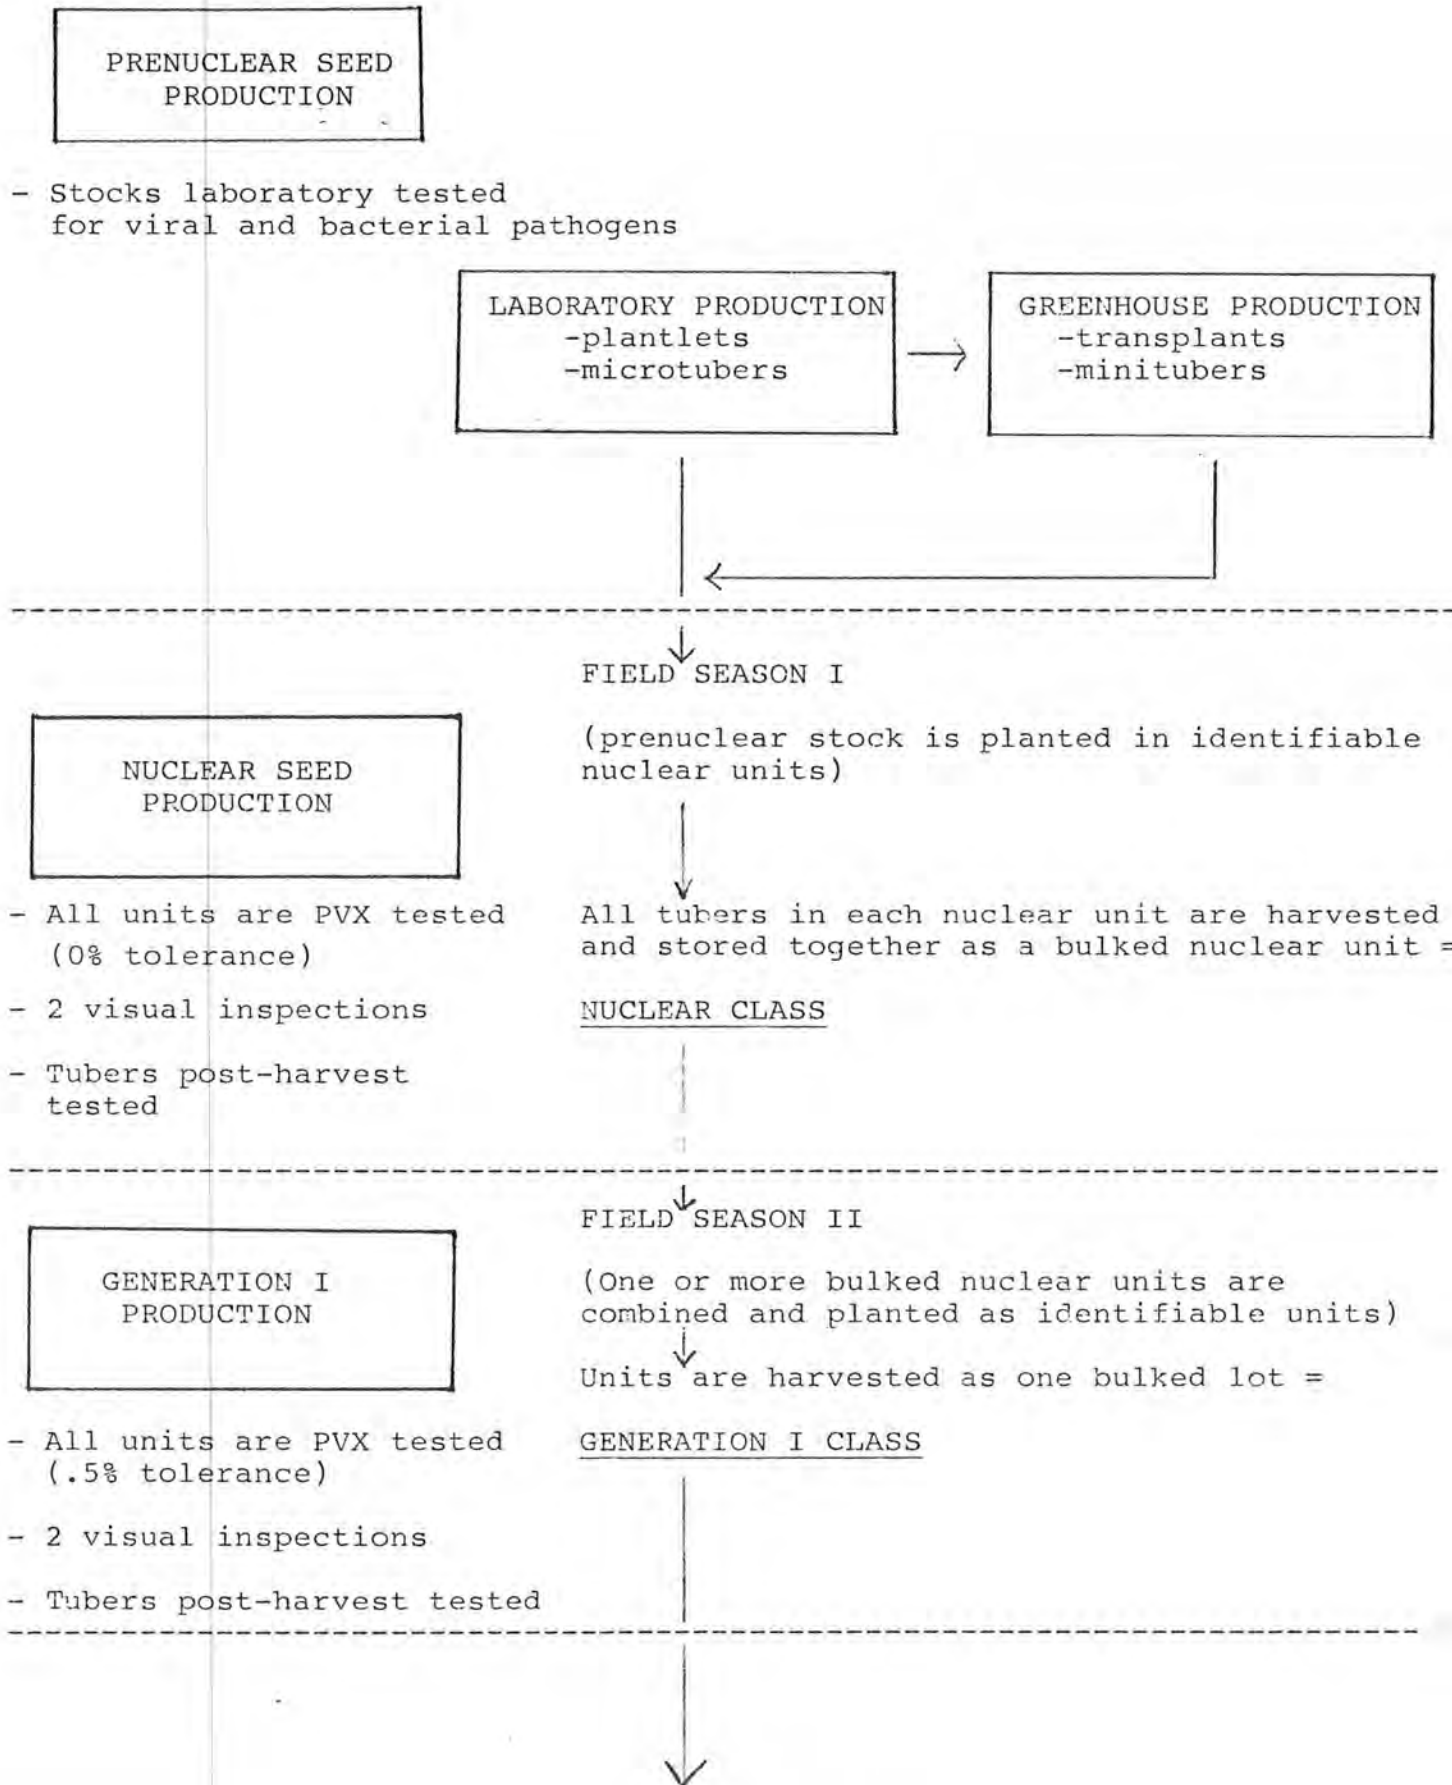 PRENUCLEAR SEED
PRODUCTION
- Stocks laboratory tested
for viral and bacterial pathogens
LABORATORY PRODUCTION
-plantlets
-microtubers
GREENHOUSE PRODUCTION
-transplants
-minitubers
FIELD SEASON I
(prenuclear stock is planted in identifiable
nuclear units)
NUCLEAR SEED
PRODUCTION
- All units are PVX tested
(0% tolerance)
- 2 visual inspections
- Tubers post-harvest
tested
All tubers in each nuclear unit are harvested
and stored together as a bulked nuclear unit =
NUCLEAR CLASS
FIELD SEASON II
(One or more bulked nuclear units are
combined and planted as identifiable units)
Units are harvested as one bulked lot =
GENERATION I CLASS
GENERATION I
PRODUCTION
- All units are PVX tested
(.5% tolerance)
- 2 visual inspections
- Tubers post-harvest tested